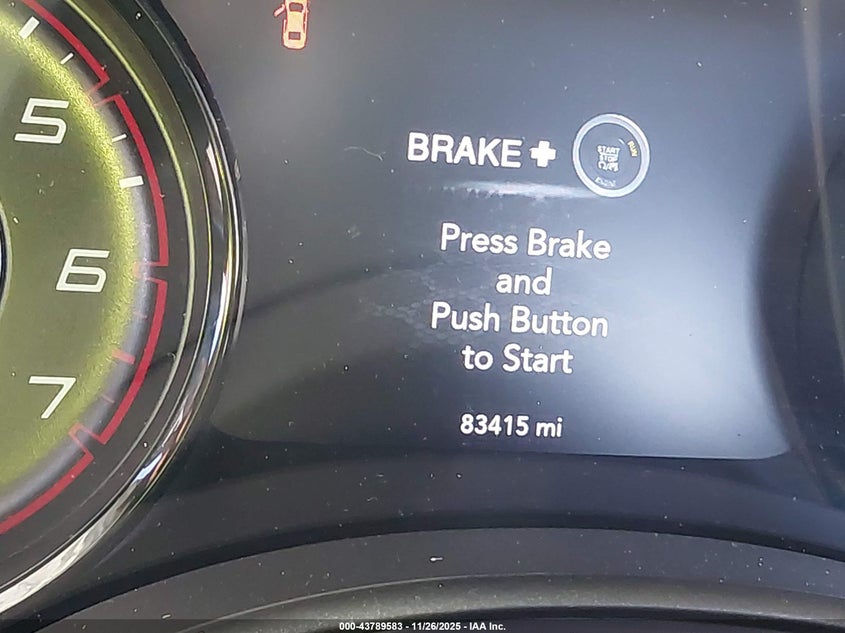 5
6
7
BRAKE +
START
STOP
RUN
Press Brake
and
Push Button
to Start
83415 mi
000-43789583 - 11/26/2025 - IAA Inc.